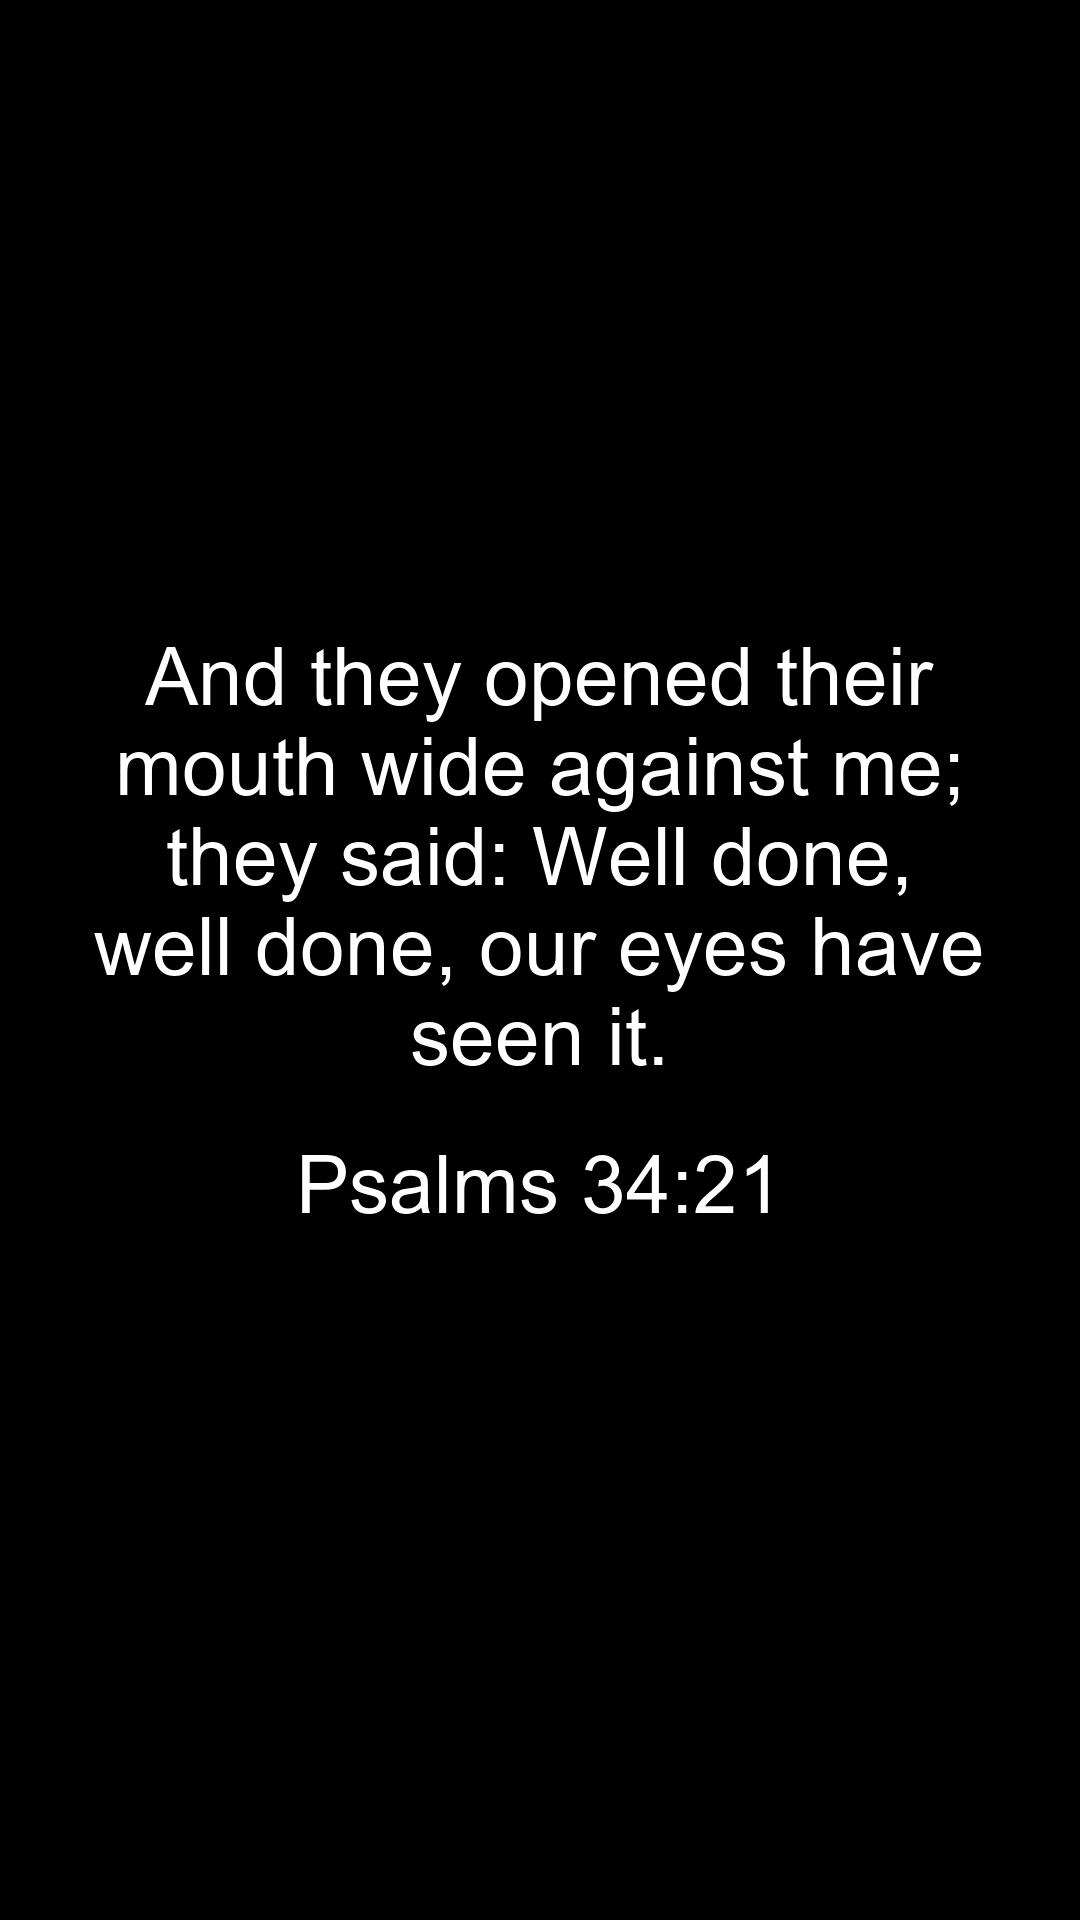 And they opened their
mouth wide against me;
they said: Well done,
well done, our eyes have
seen it.
Psalms 34:21